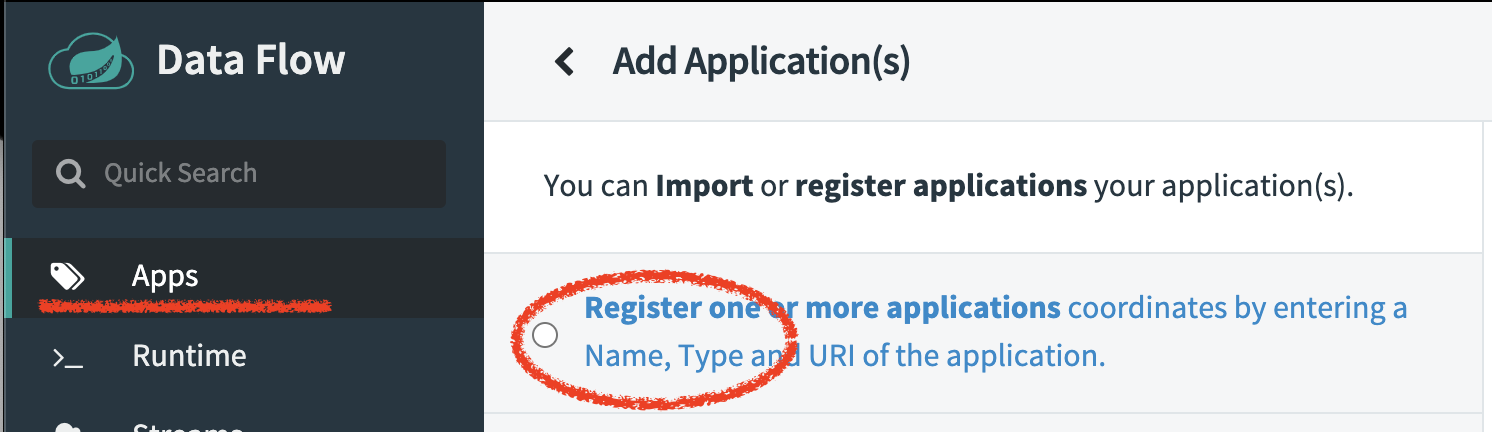 Data Flow
Quick Search
Apps
Runtime
Streams
Add Application(s)
You can Import or register applications your application(s).
Register one or more applications coordinates by entering a
Name, Type and URI of the application.